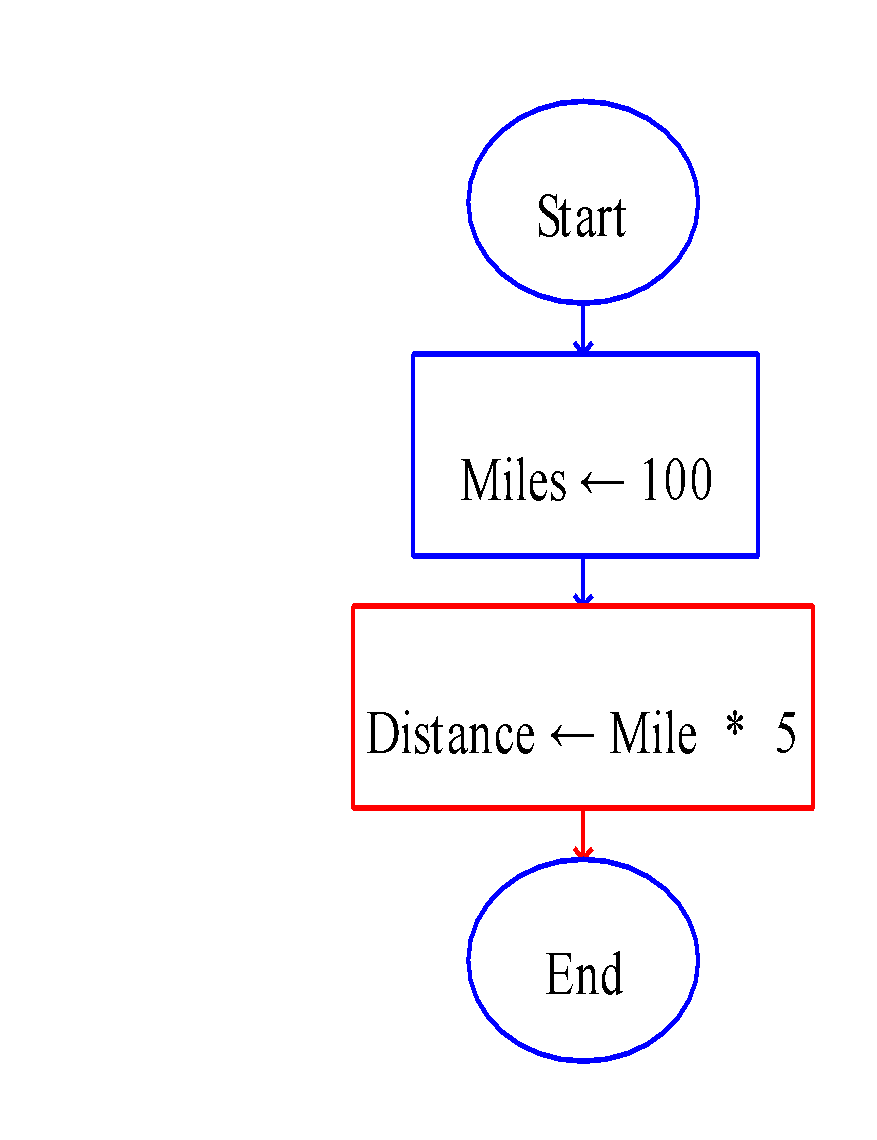 Start
Miles ← 100
Distance ← Mile * 5
End